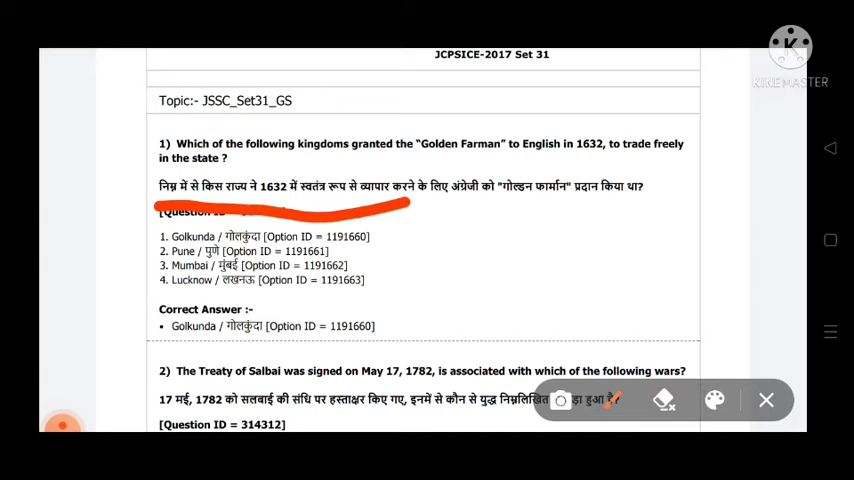 JCPSICE-2017 Set 31
K
KINEMASTER
Topic:- JSSC_Set31_GS
1) Which of the following kingdoms granted the “Golden Farman” to English in 1632, to trade freely
in the state ?
निम्न में से किस राज्य ने 1632 में स्वतंत्र रूप से व्यापार करने के लिए अंग्रेजी को "गोल्डन फार्मान" प्रदान किया था?
[Question ID =
1. Golkunda / गोलकुंदा [Option ID = 1191660]
2. Pune / पुणे [Option ID = 1191661]
3. Mumbai / मुंबई [Option ID = 1191662]
4. Lucknow / लखनऊ [Option ID = 1191663]
Correct Answer :-
• Golkunda / गोलकुंदा [Option ID = 1191660]
2) The Treaty of Salbai was signed on May 17, 1782, is associated with which of the following wars?
17 मई, 1782 को सलबाई की संधि पर हस्ताक्षर किए गए, इनमें से कौन से युद्ध निम्नलिखित हुआ है?
[Question ID = 314312]